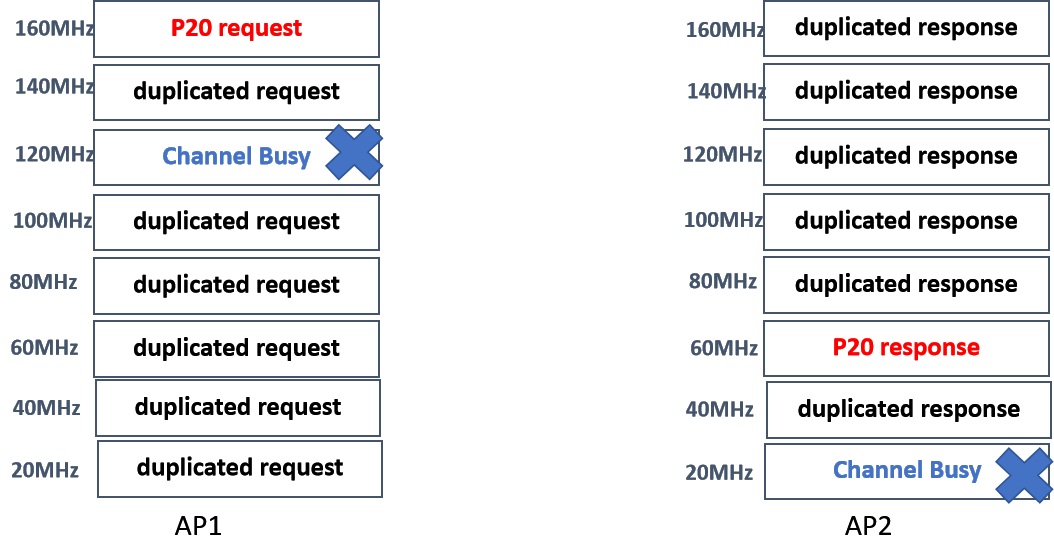 160MHz P20 request
140MHz duplicated request
120MHz Channel Busy
100MHz duplicated request
80MHz duplicated request
60MHz duplicated request
40MHz duplicated request
20MHz duplicated request
AP1
160MHz duplicated response
140MHz duplicated response
120MHz duplicated response
100MHz duplicated response
80MHz duplicated response
60MHz P20 response
40MHz duplicated response
20MHz Channel Busy
AP2